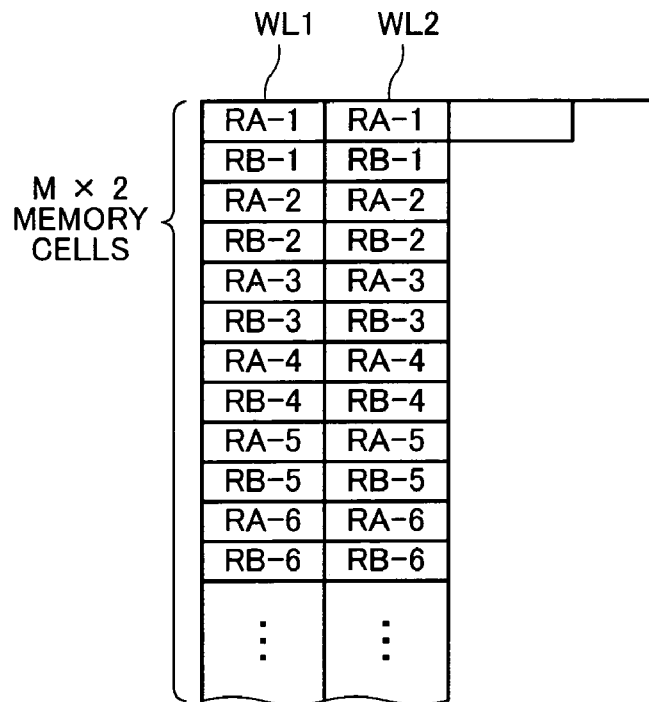 WL1 WL2
RA-1 RA-1
RB-1 RB-1
M × 2
MEMORY
CELLS
RA-2 RA-2
RB-2 RB-2
RA-3 RA-3
RB-3 RB-3
RA-4 RA-4
RB-4 RB-4
RA-5 RA-5
RB-5 RB-5
RA-6 RA-6
RB-6 RB-6
⋮ ⋮